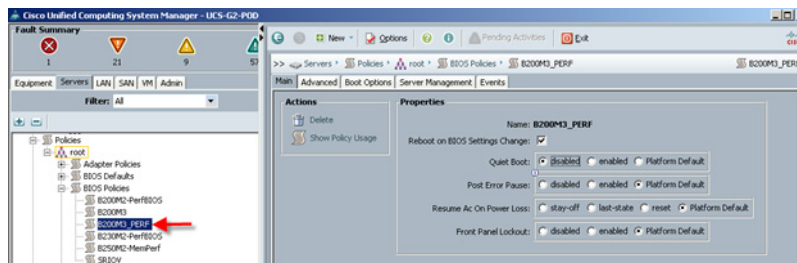 Cisco Unified Computing System Manager - UCS-G2-POD
Fault Summary
1 21 9 57
New Options Pending Activities Exit
>> Servers Policies root BIOS Policies B200M3_PERF B200M3_PER
Equipment Servers LAN SAN VM Admin
Filter: All
Policies
root
Adapter Policies
BIOS Defaults
BIOS Policies
B200M2-PerfBIOS
B200M3
B200M3_PERF
B230M2-PerfBIOS
B250M2-MemPerf
SRIOV
Main Advanced Boot Options Server Management Events
Actions
Delete
Show Policy Usage
Properties
Name: B200M3_PERF
Reboot on BIOS Settings Change:
Quiet Boot: disabled enabled Platform Default
Post Error Pause: disabled enabled Platform Default
Resume Ac On Power Loss: stay-off last-state reset Platform Default
Front Panel Lockout: disabled enabled Platform Default